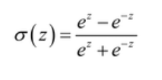 σ(z) = (e^z − e^−z) / (e^z + e^−z)